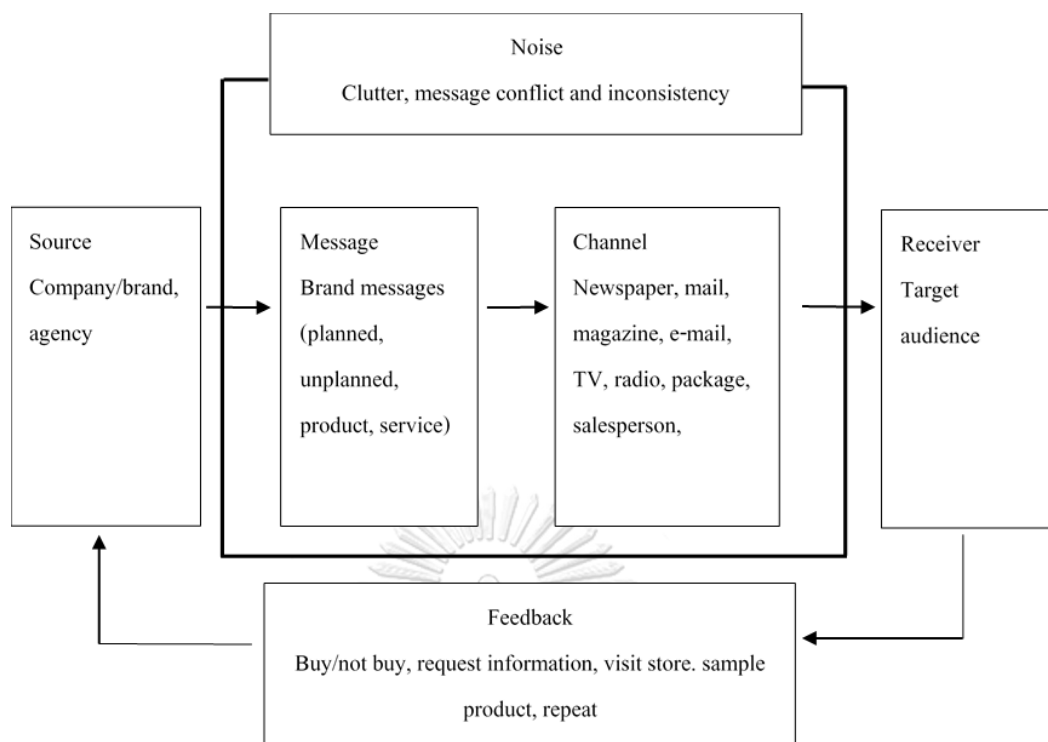 Noise
Clutter, message conflict and inconsistency
Source
Company/brand,
agency
Message
Brand messages
(planned,
unplanned,
product, service)
Channel
Newspaper, mail,
magazine, e-mail,
TV, radio, package,
salesperson,
Receiver
Target
audience
Feedback
Buy/not buy, request information, visit store. sample
product, repeat